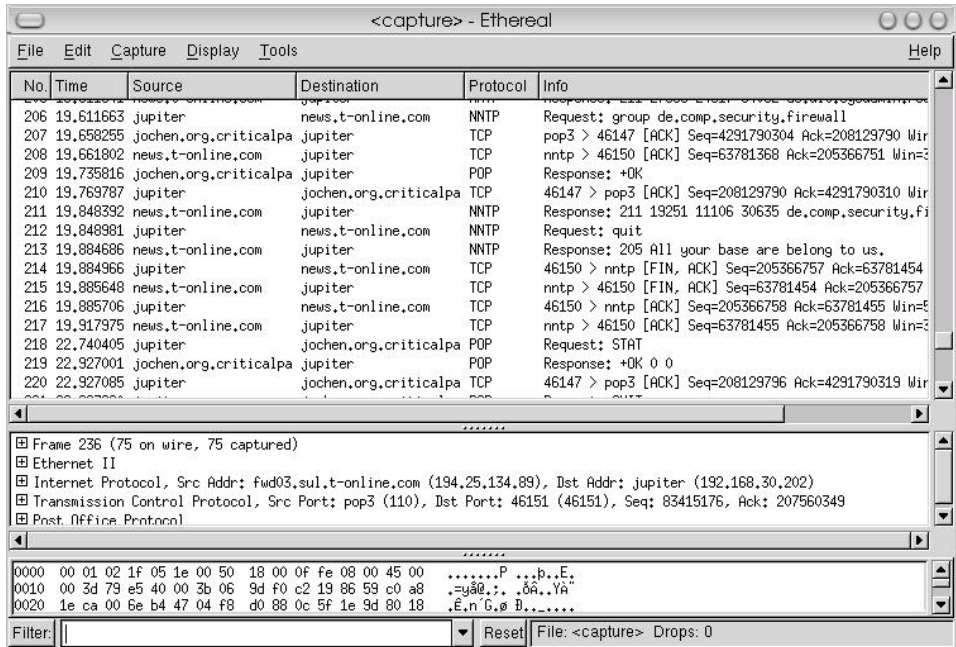 <capture> - Ethereal
File Edit Capture Display Tools Help
No. Time Source Destination Protocol Info
206 19.611663 jupiter news.t-online.com NNTP Request: group de.comp.security.firewall
207 19.658255 jochen.org.criticalpa jupiter TCP pop3 > 46147 [ACK] Seq=4291790304 Ack=208129790 Wir
208 19.661802 news.t-online.com jupiter TCP nntp > 46150 [ACK] Seq=63781368 Ack=205366751 Win=3
209 19.735816 jochen.org.criticalpa jupiter POP Response: +OK
210 19.769787 jupiter jochen.org.criticalpa TCP 46147 > pop3 [ACK] Seq=208129790 Ack=4291790310 Wir
211 19.848392 news.t-online.com jupiter NNTP Response: 211 19251 11106 30635 de.comp.security.fi
212 19.848981 news.t-online.com jupiter NNTP Request: quit
213 19.884686 news.t-online.com jupiter NNTP Response: 205 All your base are belong to us.
214 19.884966 jupiter news.t-online.com TCP 46150 > nntp [FIN, ACK] Seq=205366757 Ack=63781454
215 19.885648 news.t-online.com jupiter TCP nntp > 46150 [FIN, ACK] Seq=63781454 Ack=205366757
216 19.885706 jupiter news.t-online.com TCP 46150 > nntp [ACK] Seq=205366758 Ack=63781455 Win=5
217 19.917975 news.t-online.com jupiter TCP nntp > 46150 [ACK] Seq=63781455 Ack=205366758 Win=3
218 22.740405 jupiter jochen.org.criticalpa POP Request: STAT
219 22.927001 jochen.org.criticalpa jupiter POP Response: +OK 0 0
220 22.927085 jupiter jochen.org.criticalpa TCP 46147 > pop3 [ACK] Seq=208129796 Ack=4291790319 Wir
Frame 236 (75 on wire, 75 captured)
Ethernet II
Internet Protocol, Src Addr: fwd03.sul.t-online.com (194.25.134.89), Dst Addr: jupiter (192.168.30.202)
Transmission Control Protocol, Src Port: pop3 (110), Dst Port: 46151 (46151), Seq: 83415176, Ack: 207560349
Post Office Protocol
0000 00 01 02 1f 05 1e 00 50 18 00 0f fe 08 00 45 00 .......P ...þ..E.
0010 00 3d 79 e5 40 00 3b 06 9d f0 c2 19 86 59 c0 a8 .=yå@.;. .ðÂ..YÀ¨
0020 1e ca 00 6e b4 47 04 f8 d0 88 0c 5f 1e 9d 80 18 .Ê.n´G.ø Ð.._....
Filter: Reset File: <capture> Drops: 0